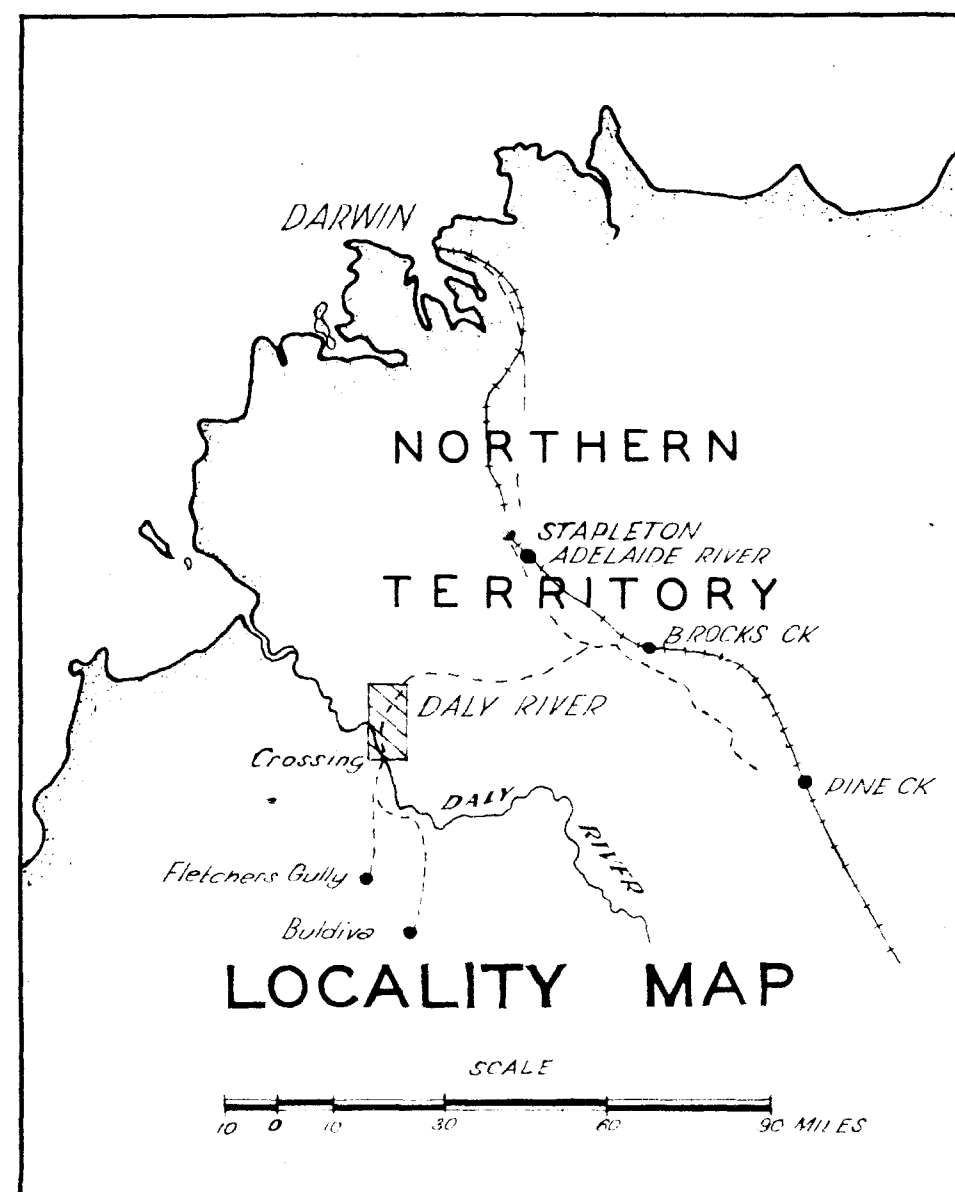 DARWIN
NORTHERN
STAPLETON
ADELAIDE RIVER
TERRITORY
BROCKS CK
DALY RIVER
Crossing
PINE CK
DALY
RIVER
Fletchers Gully
Buldiva
LOCALITY MAP
SCALE
10 0 10 30 60 90 MILES